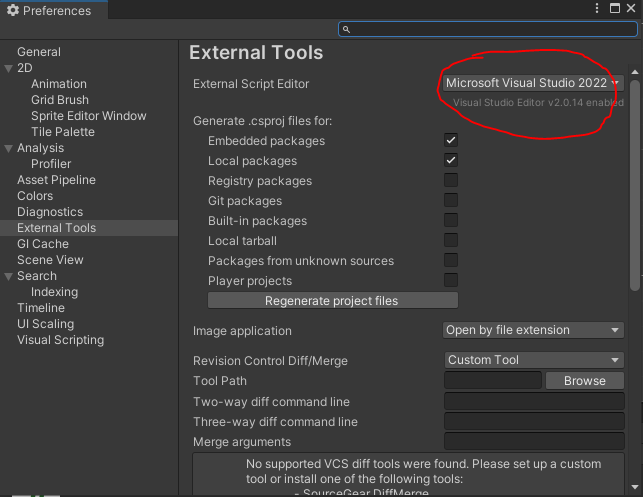 Preferences
General
2D
Animation
Grid Brush
Sprite Editor Window
Tile Palette
Analysis
Profiler
Asset Pipeline
Colors
Diagnostics
External Tools
GI Cache
Scene View
Search
Indexing
Timeline
UI Scaling
Visual Scripting
External Tools
External Script Editor Microsoft Visual Studio 2022
Visual Studio Editor v2.0.14 enabled
Generate .csproj files for:
Embedded packages
Local packages
Registry packages
Git packages
Built-in packages
Local tarball
Packages from unknown sources
Player projects
Regenerate project files
Image application Open by file extension
Revision Control Diff/Merge Custom Tool
Tool Path Browse
Two-way diff command line
Three-way diff command line
Merge arguments
No supported VCS diff tools were found. Please set up a custom
tool or install one of the following tools:
- SourceGear DiffMerge